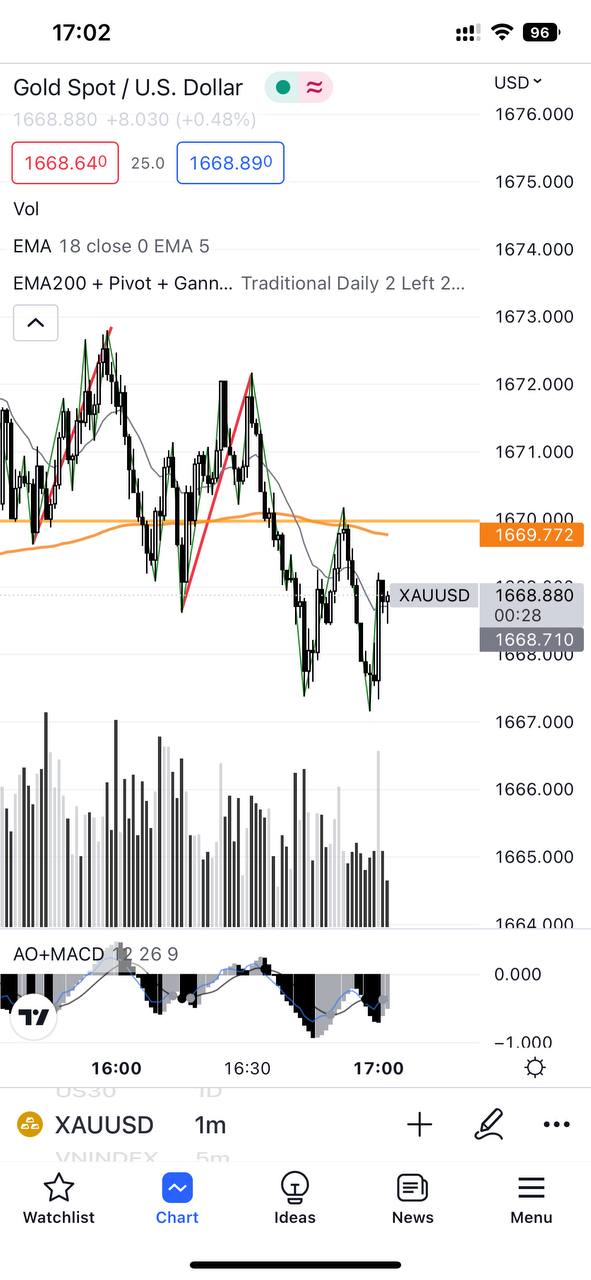 17:02
96
Gold Spot / U.S. Dollar
USD
1668.880 +8.030 (+0.48%)
1676.000
1668.640
25.0
1668.890
1675.000
Vol
EMA 18 close 0 EMA 5
1674.000
EMA200 + Pivot + Gann... Traditional Daily 2 Left 2...
1673.000
1672.000
1671.000
1670.000
1669.772
1669.000
XAUUSD
1668.880
00:28
1668.710
1668.000
1667.000
1666.000
1665.000
1664.000
AO+MACD 12 26 9
0.000
−1.000
16:00
16:30
17:00
US30 1D
XAUUSD 1m
VNINDEX 5m
Watchlist
Chart
Ideas
News
Menu